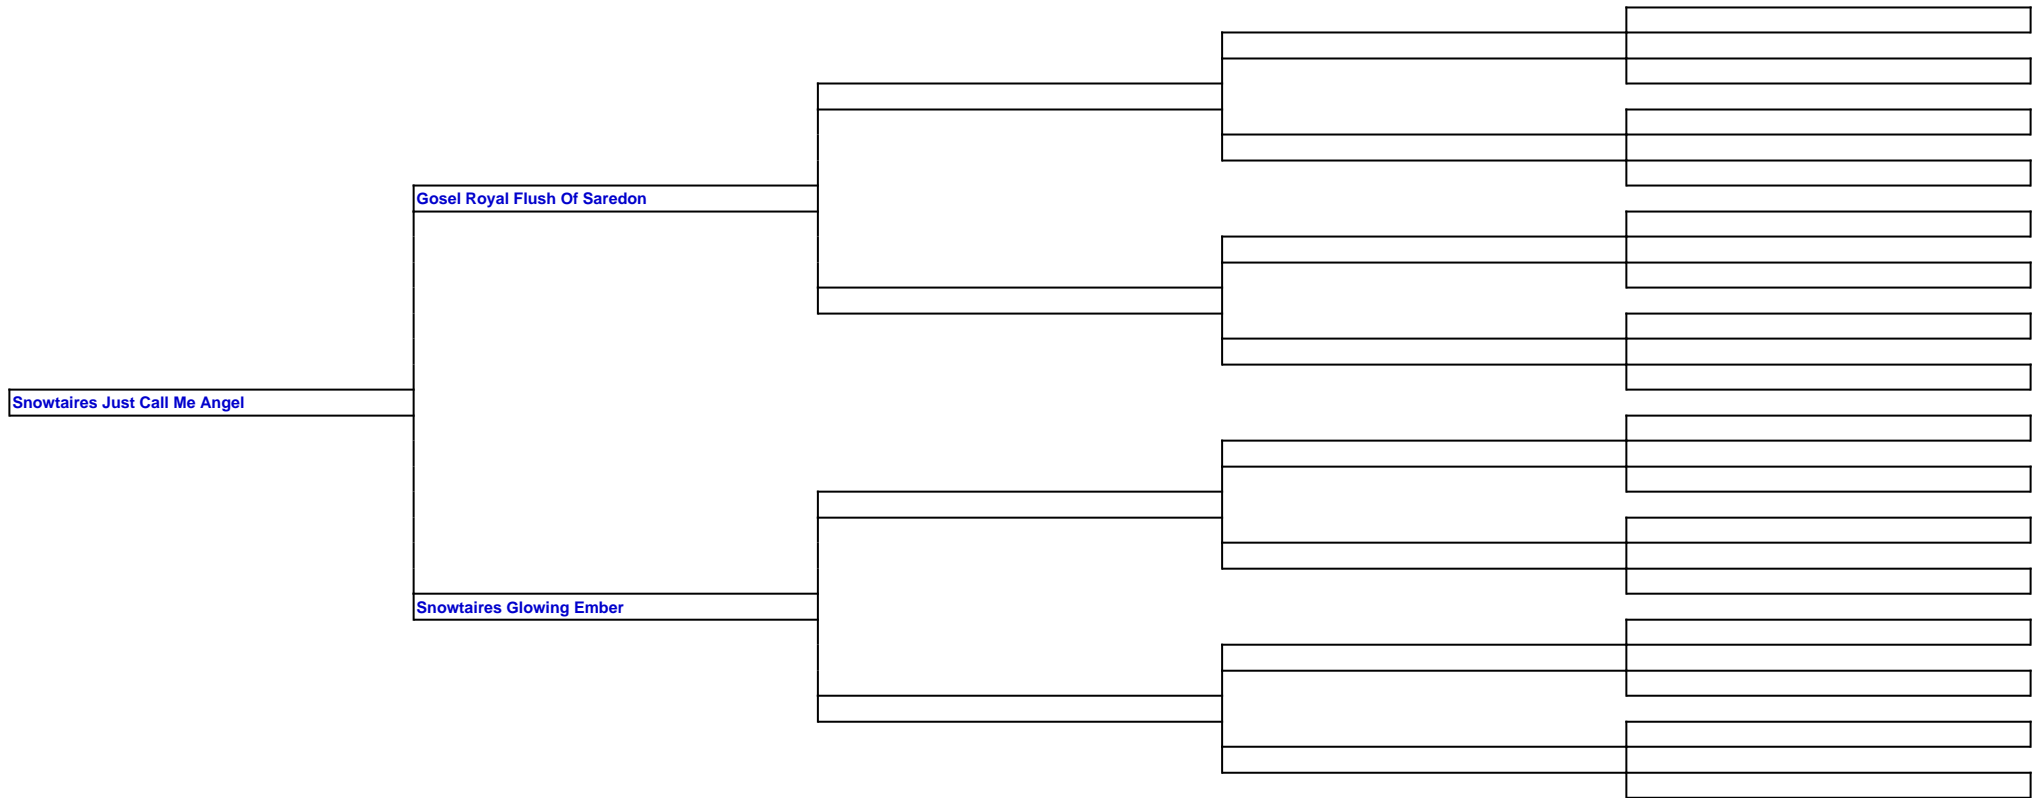 Gosel Royal Flush Of Saredon
Snowtaires Just Call Me Angel
Snowtaires Glowing Ember